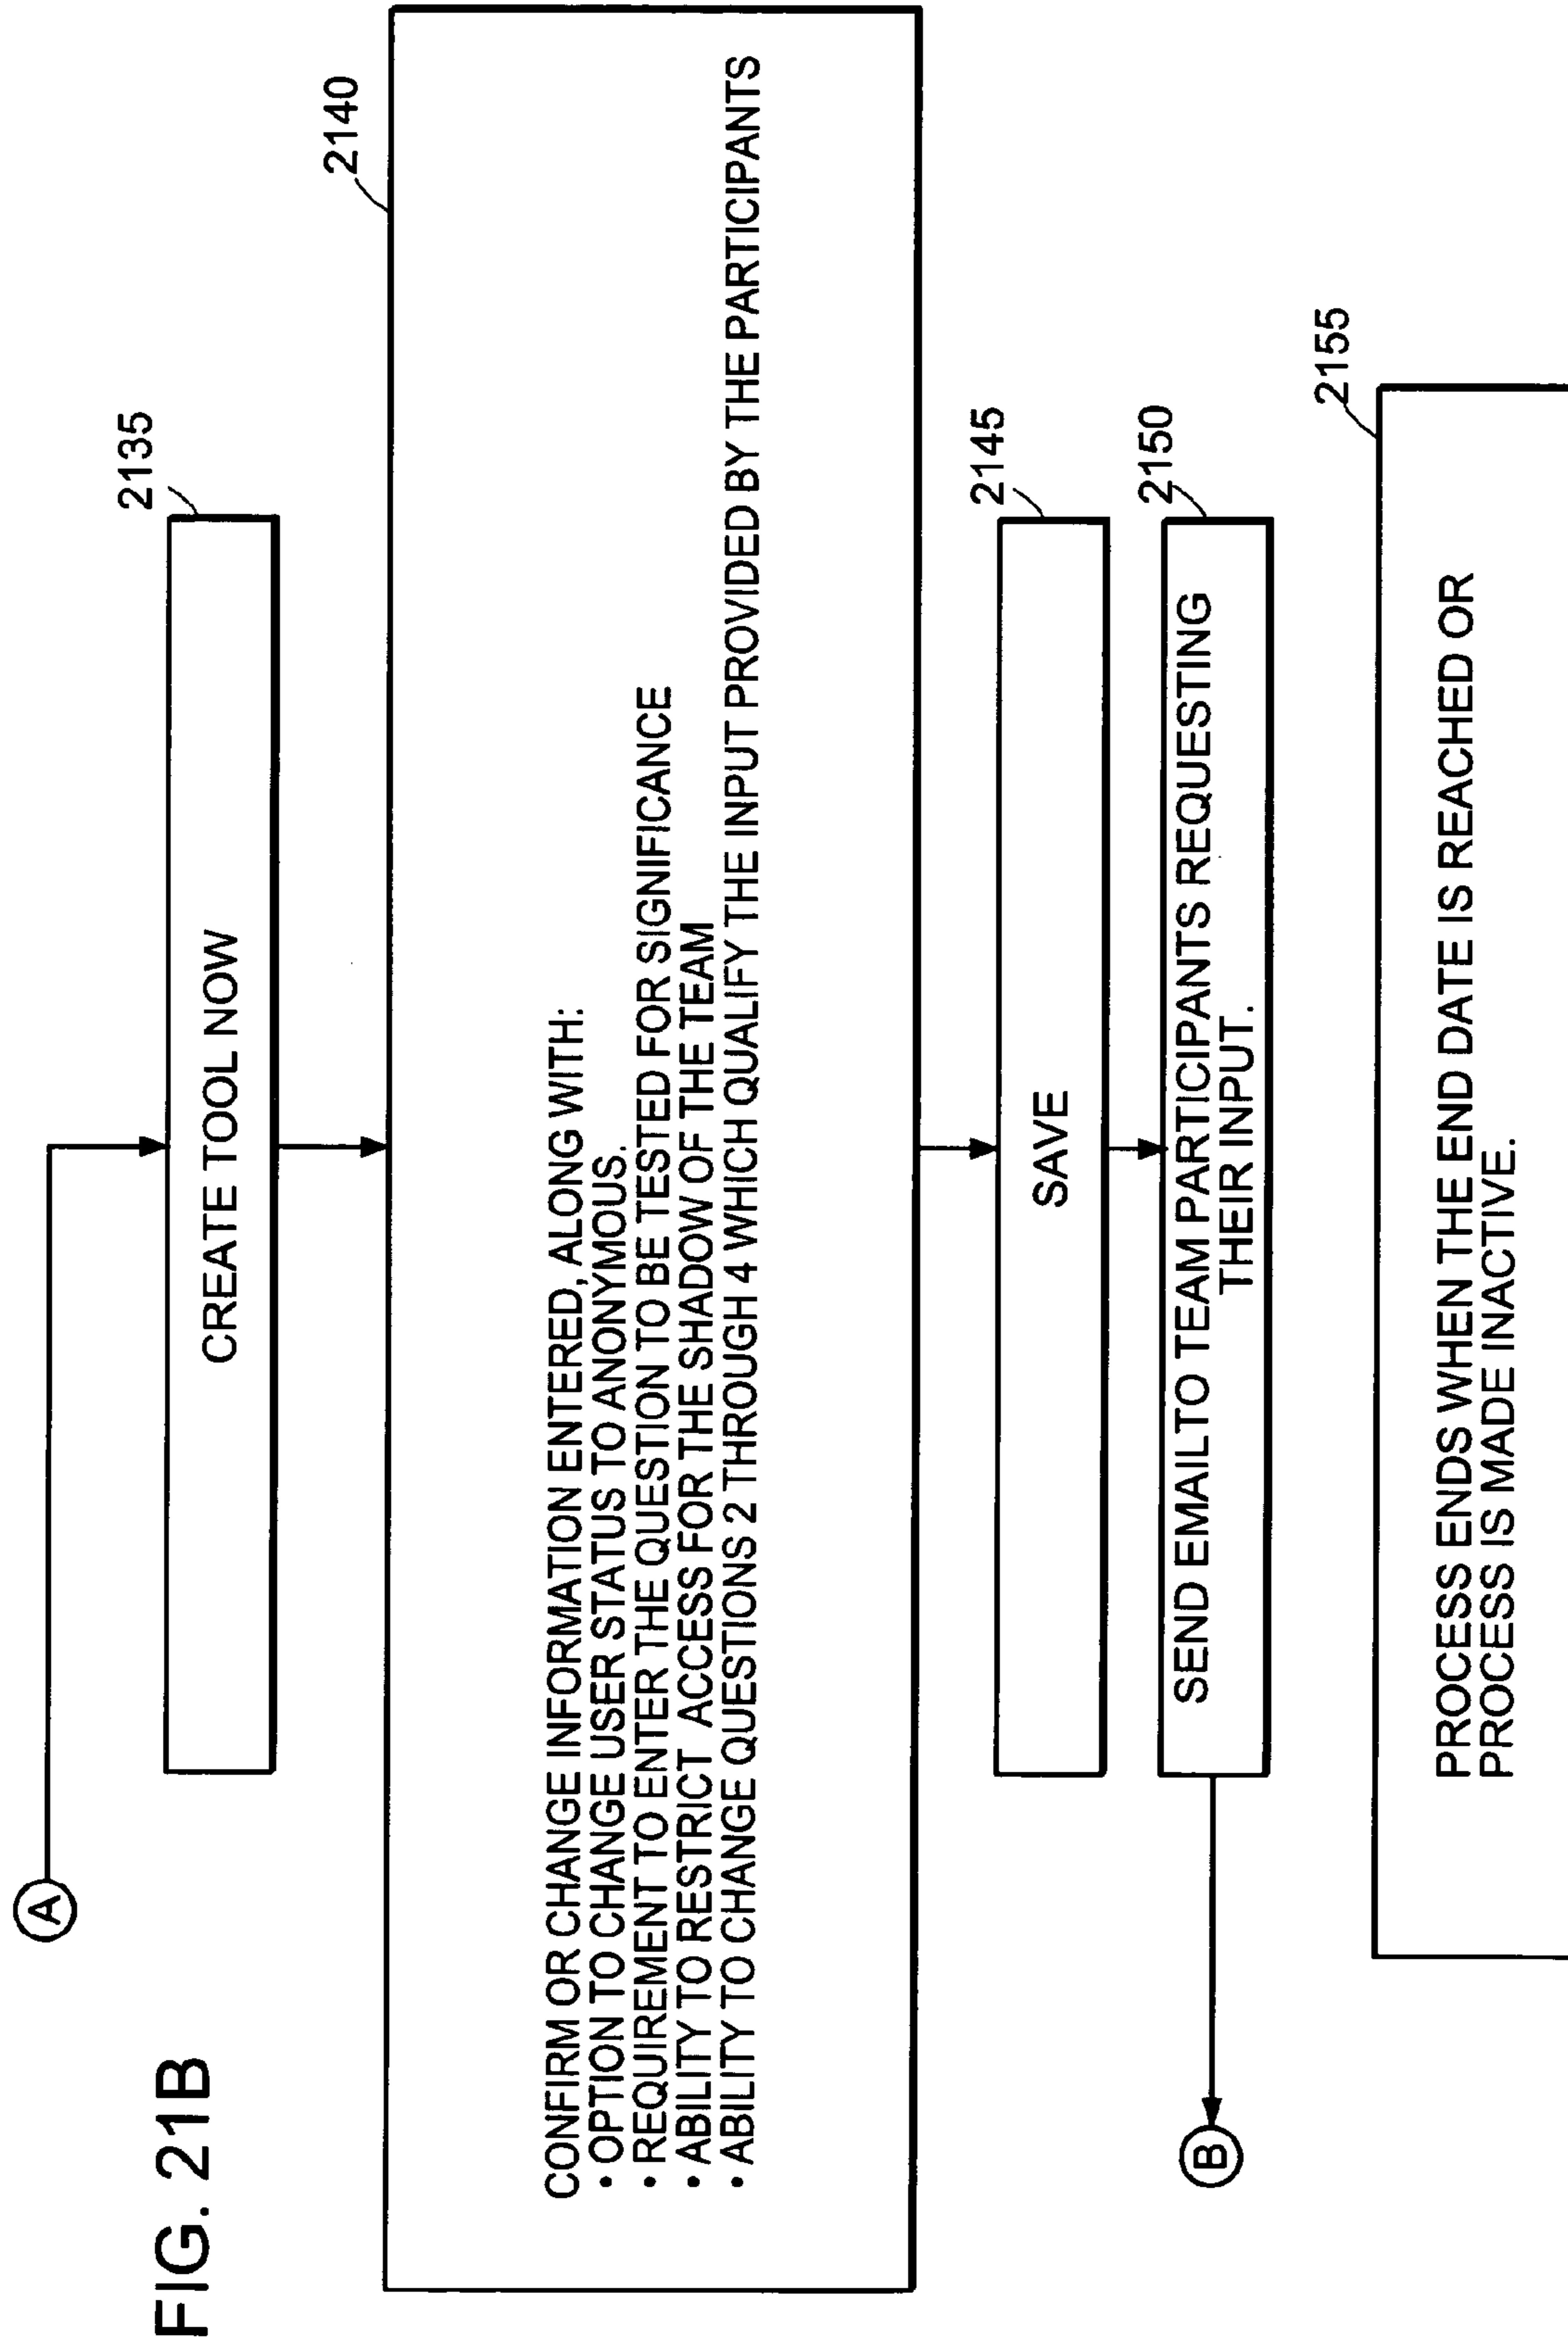 FIG. 21B
A
2135
CREATE TOOL NOW
2140
CONFIRM OR CHANGE INFORMATION ENTERED, ALONG WITH:
• OPTION TO CHANGE USER STATUS TO ANONYMOUS.
• REQUIREMENT TO ENTER THE QUESTION TO BE TESTED FOR SIGNIFICANCE
• ABILITY TO RESTRICT ACCESS FOR THE SHADOW OF THE TEAM
• ABILITY TO CHANGE QUESTIONS 2 THROUGH 4 WHICH QUALIFY THE INPUT PROVIDED BY THE PARTICIPANTS
2145
SAVE
2150
SEND EMAILTO TEAM PARTICIPANTS REQUESTING
THEIR INPUT.
B
2155
PROCESS ENDS WHEN THE END DATE IS REACHED OR
PROCESS IS MADE INACTIVE.